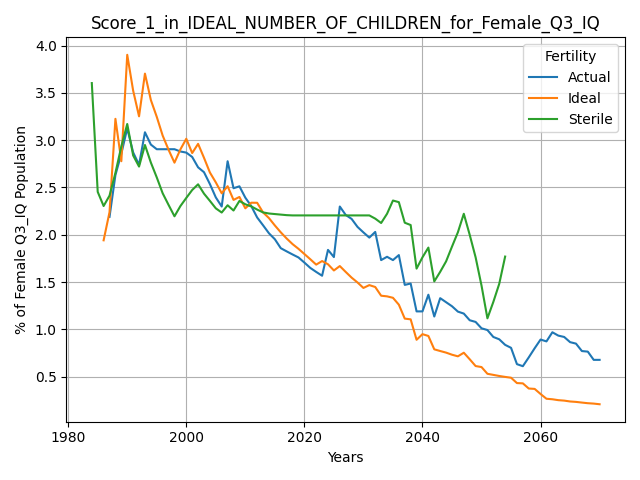 Score_1_in_IDEAL_NUMBER_OF_CHILDREN_for_Female_Q3_IQ
Fertility
Actual
Ideal
Sterile
% of Female Q3_IQ Population
4.0
3.5
3.0
2.5
2.0
1.5
1.0
0.5
1980 2000 2020 2040 2060
Years